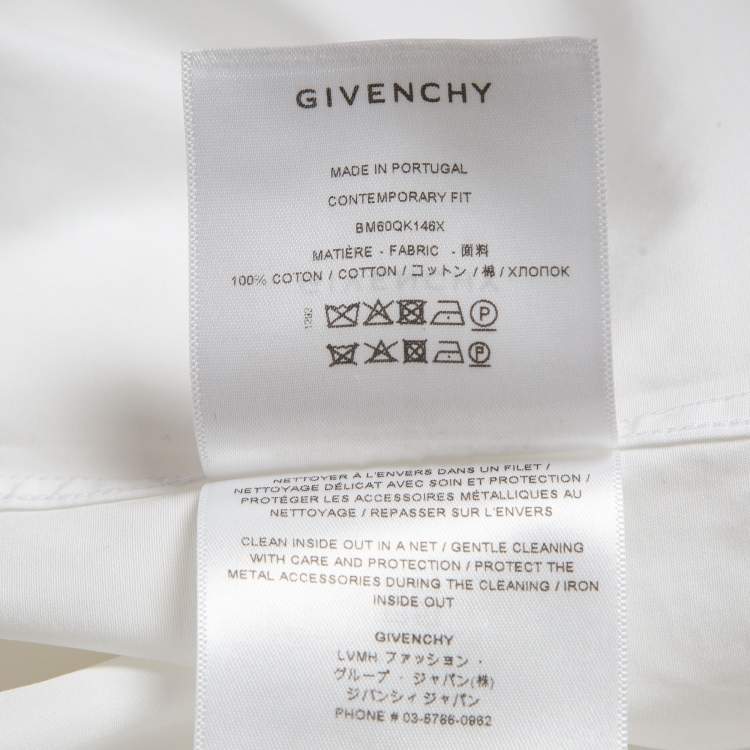 GIVENCHY
MADE IN PORTUGAL
CONTEMPORARY FIT
BM60QK146X
MATIÈRE - FABRIC - 面料
100% COTON / COTTON / コットン / 棉 / ХЛОПОК
1292
P
P
NETTOYER A L'ENVERS DANS UN FILET /
NETTOYAGE DÉLICAT AVEC SOIN ET PROTECTION /
PROTÉGER LES ACCESSOIRES MÉTALLIQUES AU
NETTOYAGE / REPASSER SUR L'ENVERS
CLEAN INSIDE OUT IN A NET / GENTLE CLEANING
WITH CARE AND PROTECTION / PROTECT THE
METAL ACCESSORIES DURING THE CLEANING / IRON
INSIDE OUT
GIVENCHY
LVMH ファッション・
グループ・ジャパン(株)
ジバンシィ ジャパン
PHONE # 03-5786-0962